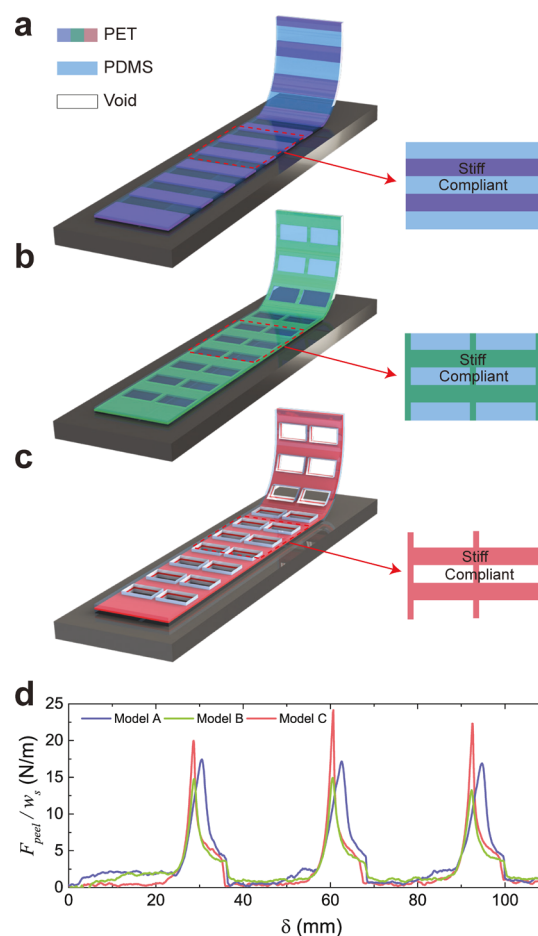 a
PET
PDMS
Void
Stiff
Compliant
b
Stiff
Compliant
c
Stiff
Compliant
d
25
20
15
10
5
0
Model A Model B Model C
F_peel / w_s (N/m)
0 20 40 60 80 100
δ (mm)